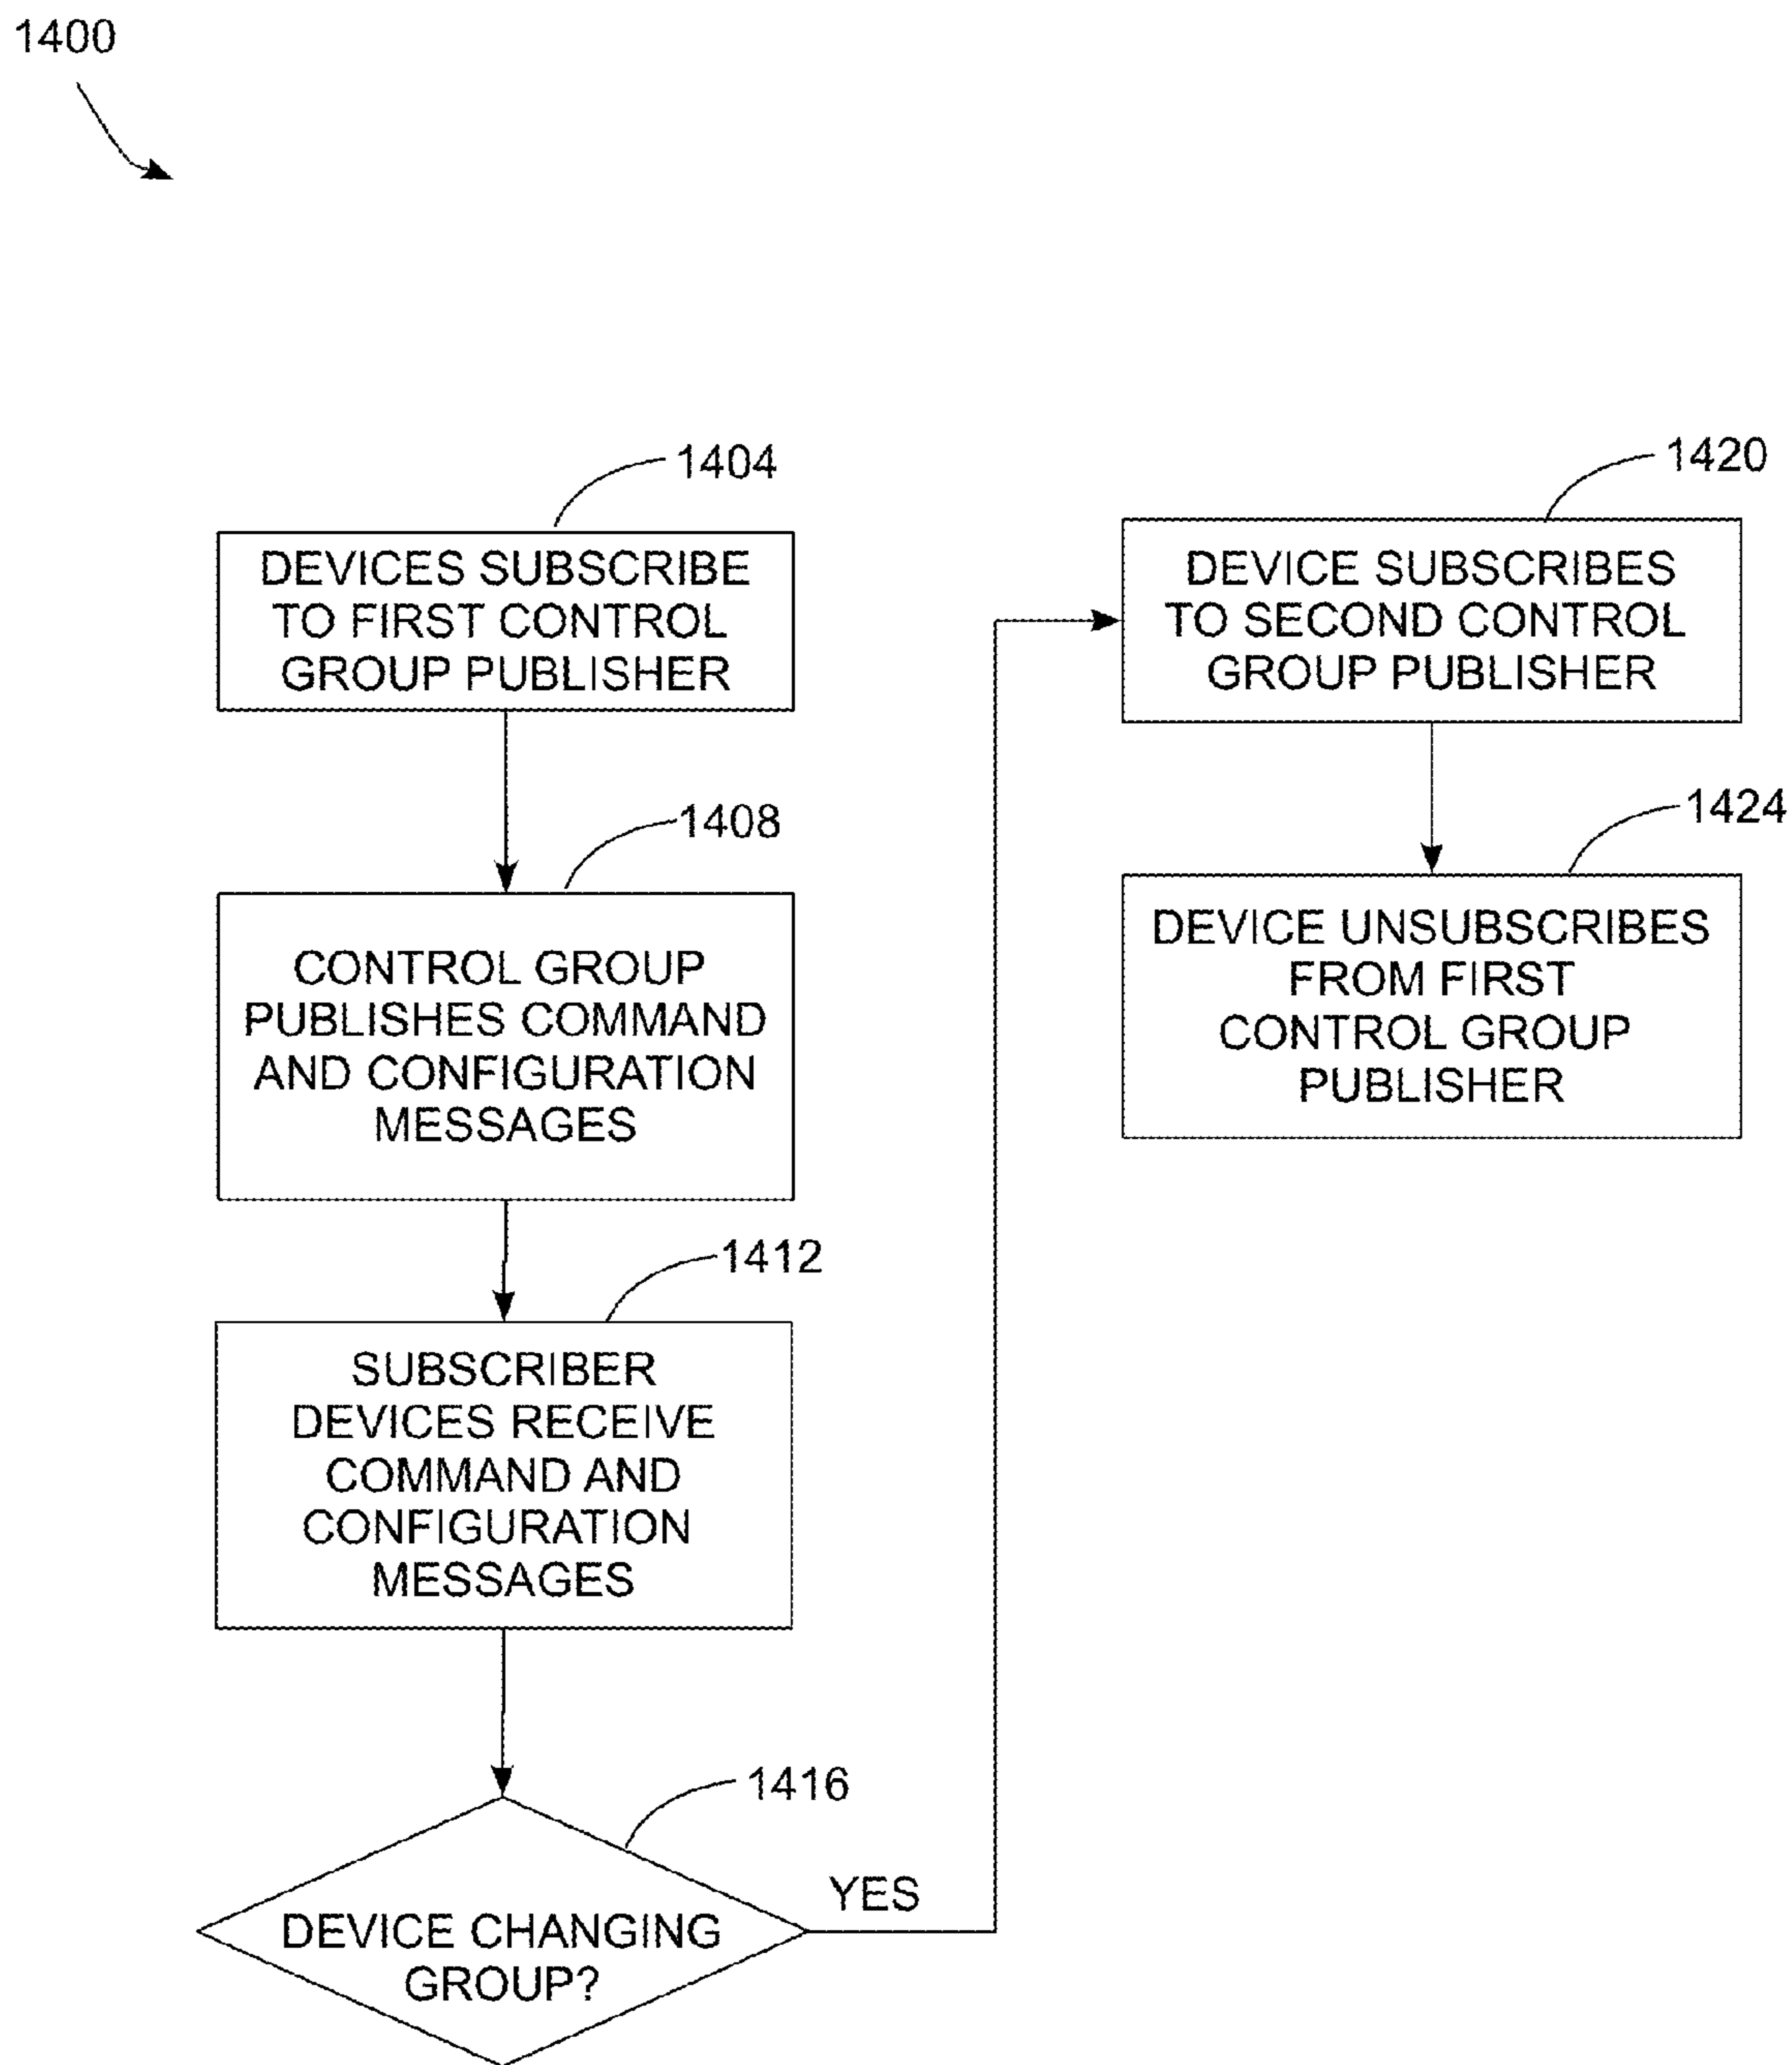 1400
1404
DEVICES SUBSCRIBE
TO FIRST CONTROL
GROUP PUBLISHER
1408
CONTROL GROUP
PUBLISHES COMMAND
AND CONFIGURATION
MESSAGES
1412
SUBSCRIBER
DEVICES RECEIVE
COMMAND AND
CONFIGURATION
MESSAGES
1416
DEVICE CHANGING
GROUP?
YES
1420
DEVICE SUBSCRIBES
TO SECOND CONTROL
GROUP PUBLISHER
1424
DEVICE UNSUBSCRIBES
FROM FIRST
CONTROL GROUP
PUBLISHER